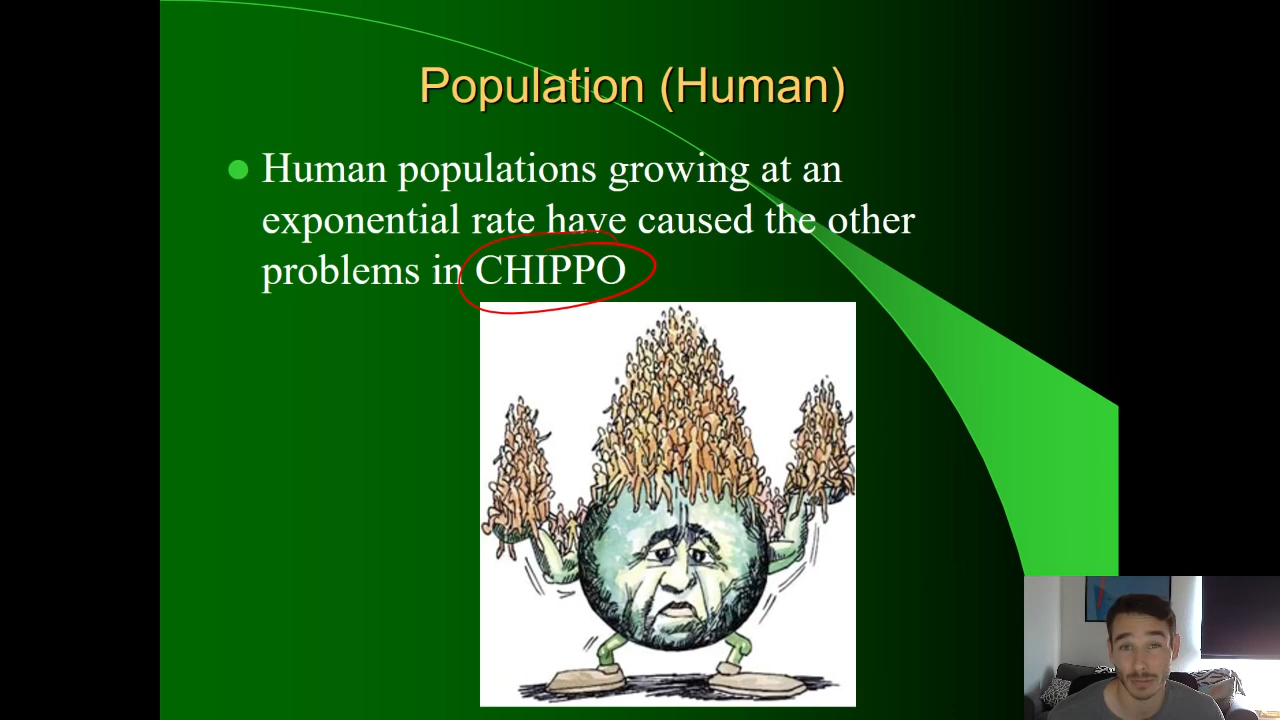 Population (Human)
Human populations growing at an
exponential rate have caused the other
problems in CHIPPO